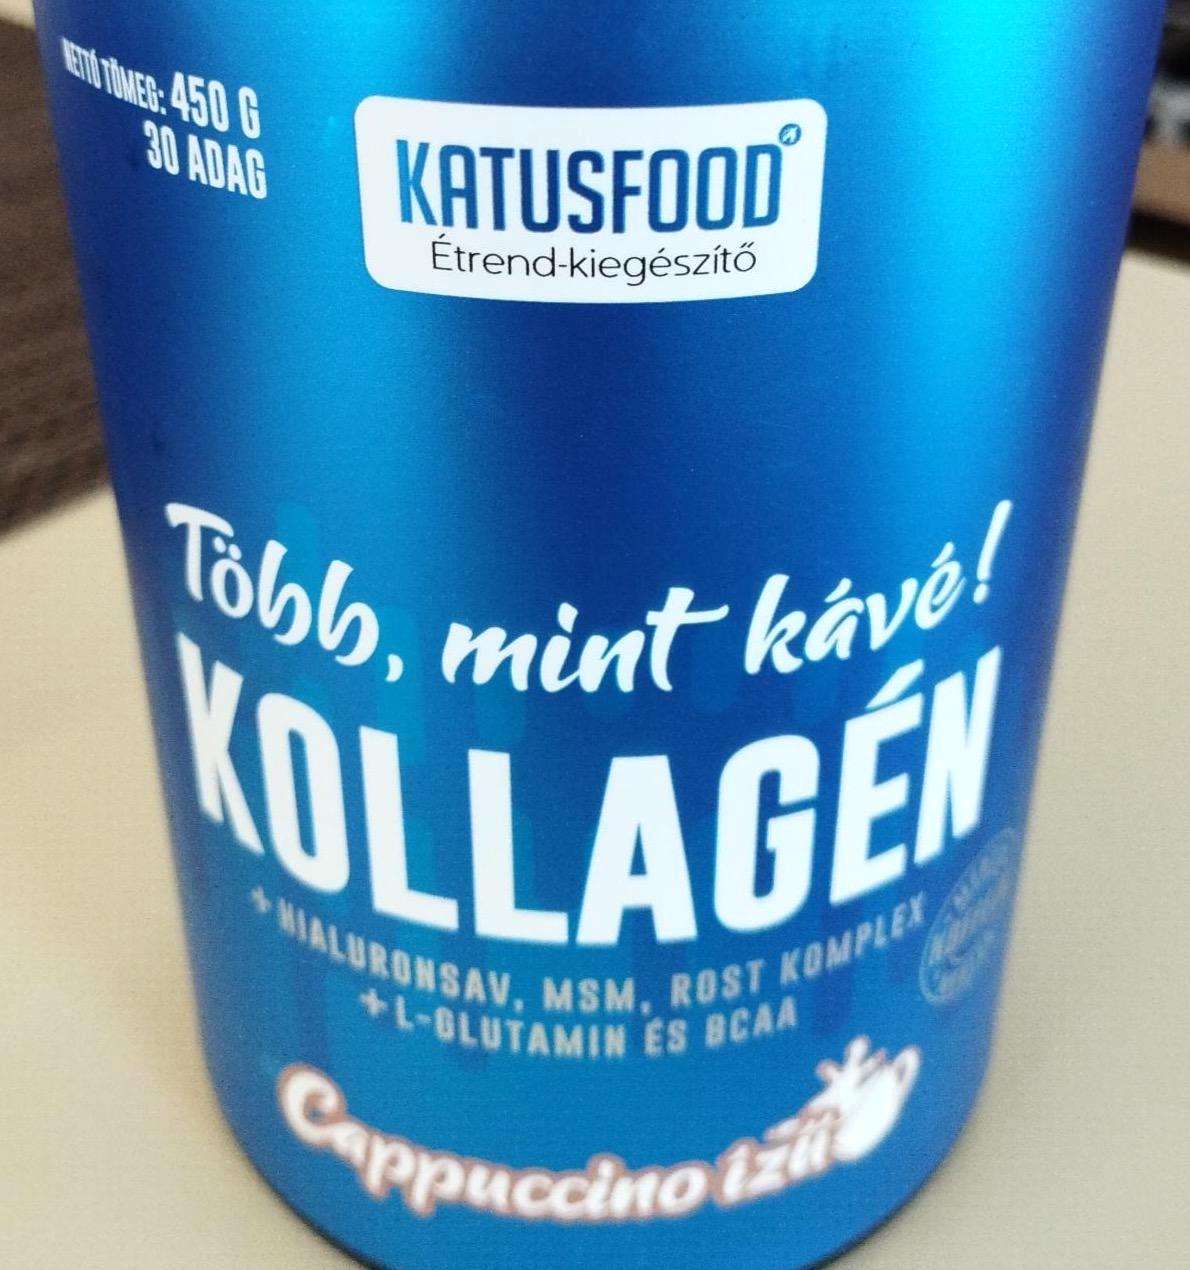 NETTÓ TÖMEG: 450 G
30 ADAG
KATUSFOOD
Étrend-kiegészítő
Több, mint kávé!
KOLLAGÉN
+ HIALURONSAV, MSM, ROST KOMPLEX
+ L-GLUTAMIN ÉS BCAA
Cappuccino ízű